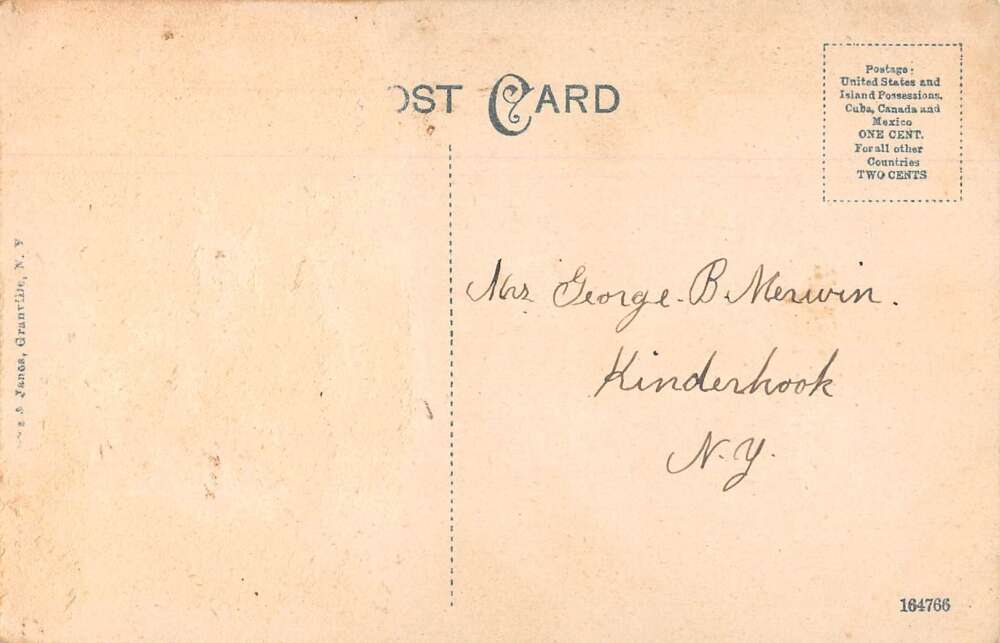 OST CARD
Postage:
United States and
Island Possessions,
Cuba, Canada and
Mexico
ONE CENT.
For all other
Countries
TWO CENTS
Mrs George. B. Merwin.
Kinderhook
N.Y.
& Janes, Granville, N. Y
164766